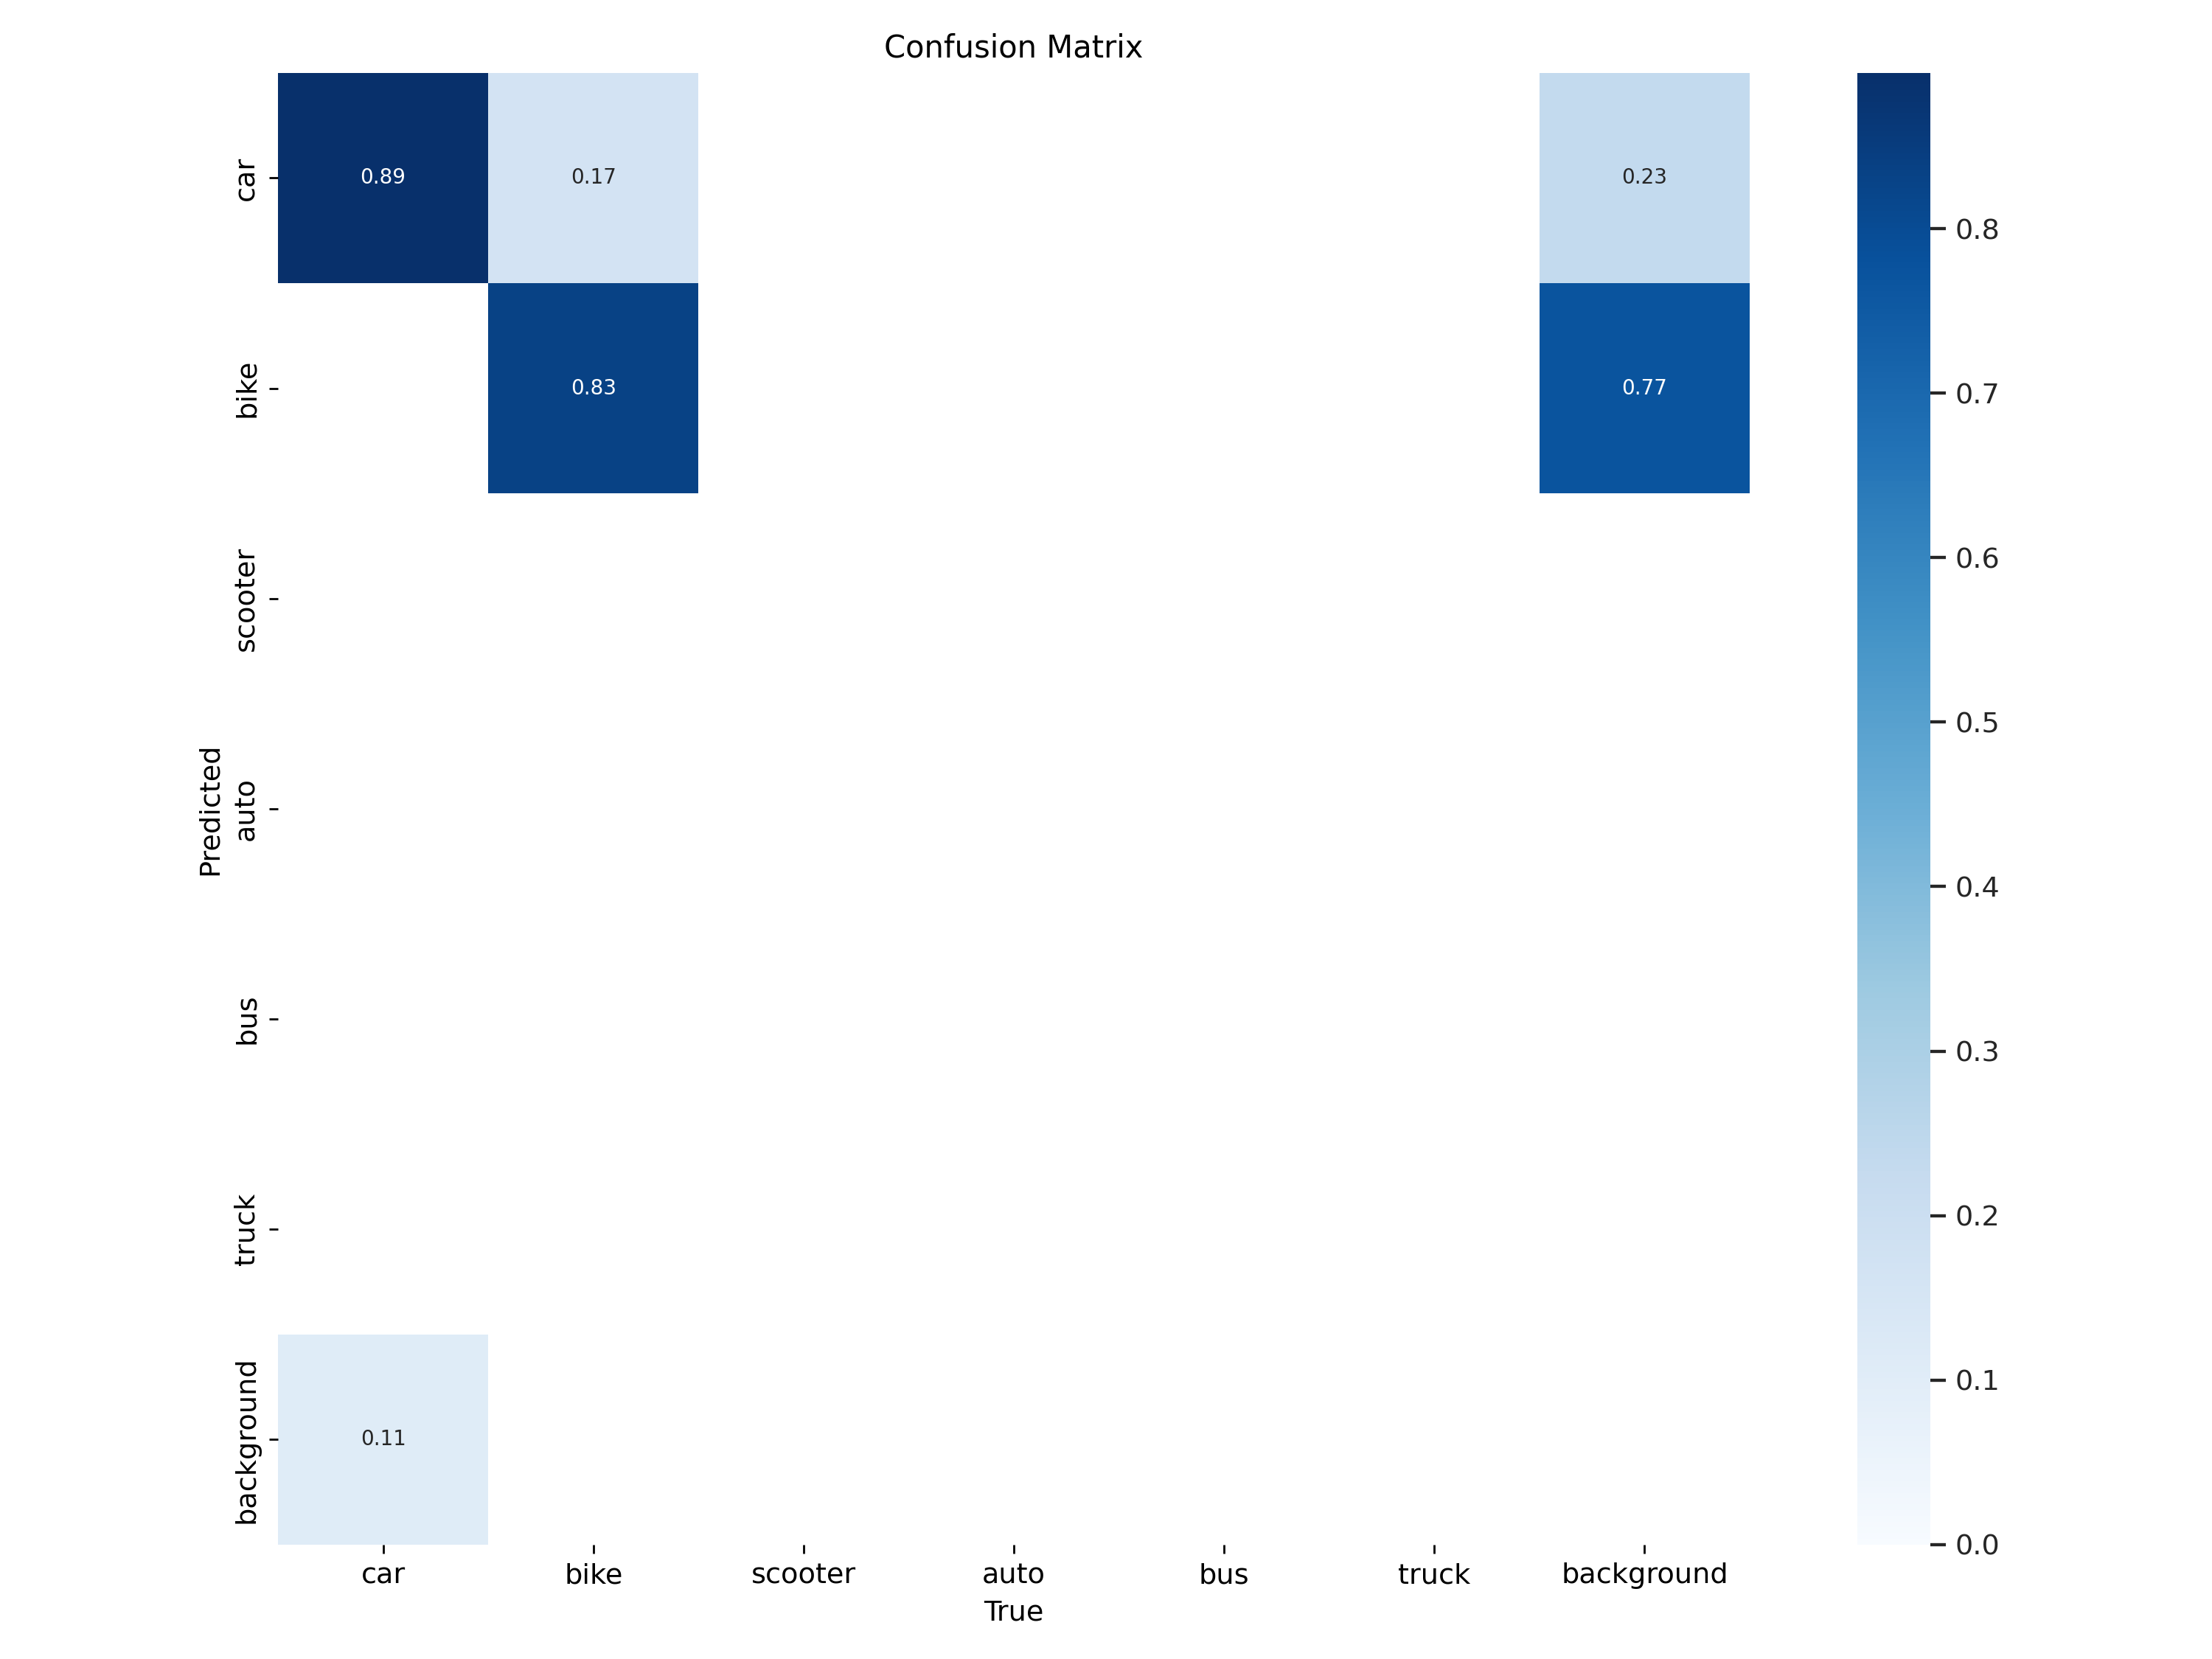 Confusion Matrix
car
0.89
0.17
0.23
bike
0.83
0.77
scooter
auto
bus
truck
background
0.11
Predicted
car
bike
scooter
auto
bus
truck
background
True
0.8
0.7
0.6
0.5
0.4
0.3
0.2
0.1
0.0